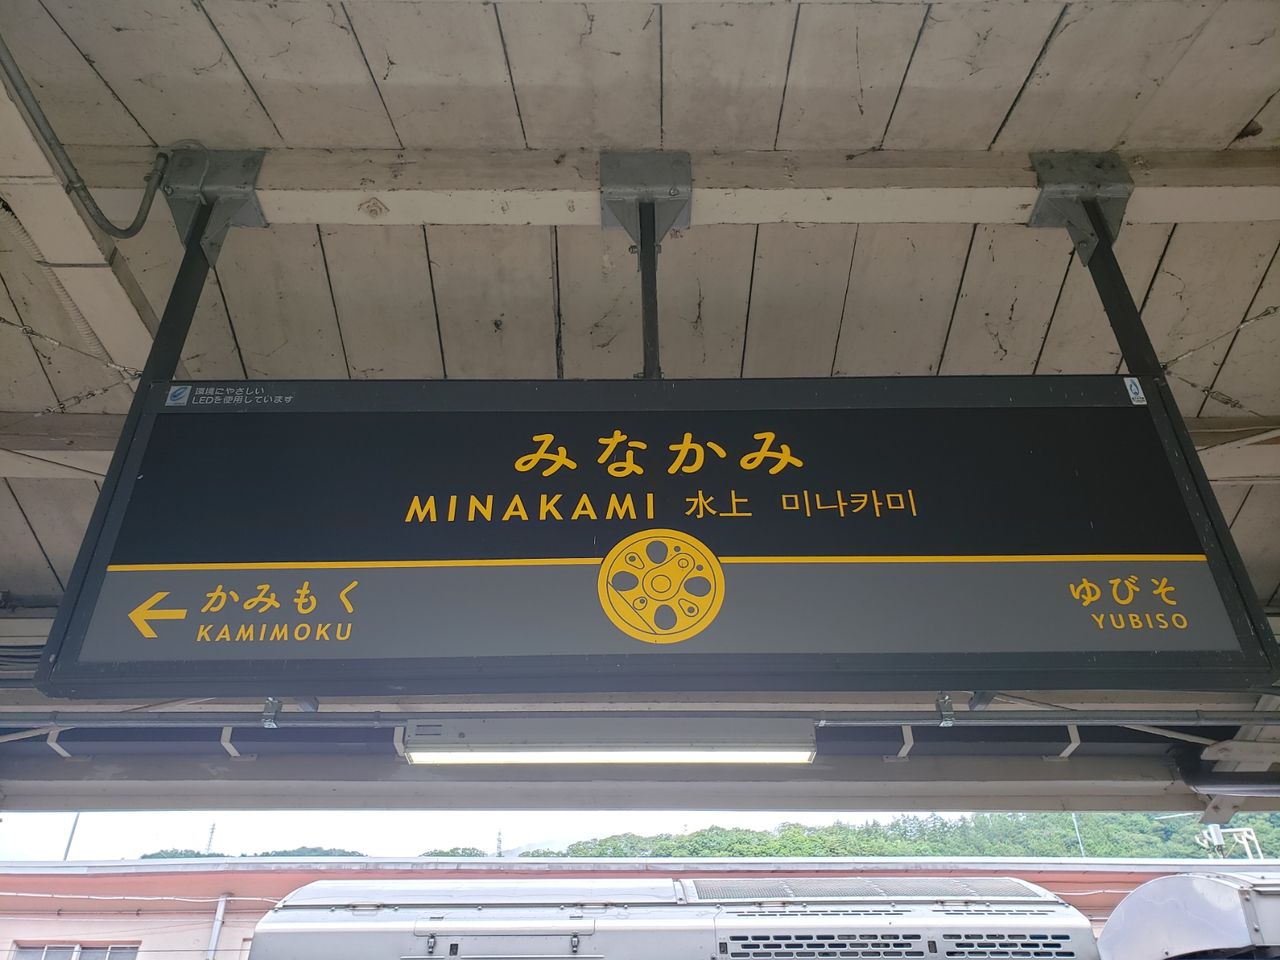 環境にやさしい
LEDを使用しています
みなかみ
MINAKAMI 水上 미나카미
← かみもく
KAMIMOKU
ゆびそ
YUBISO